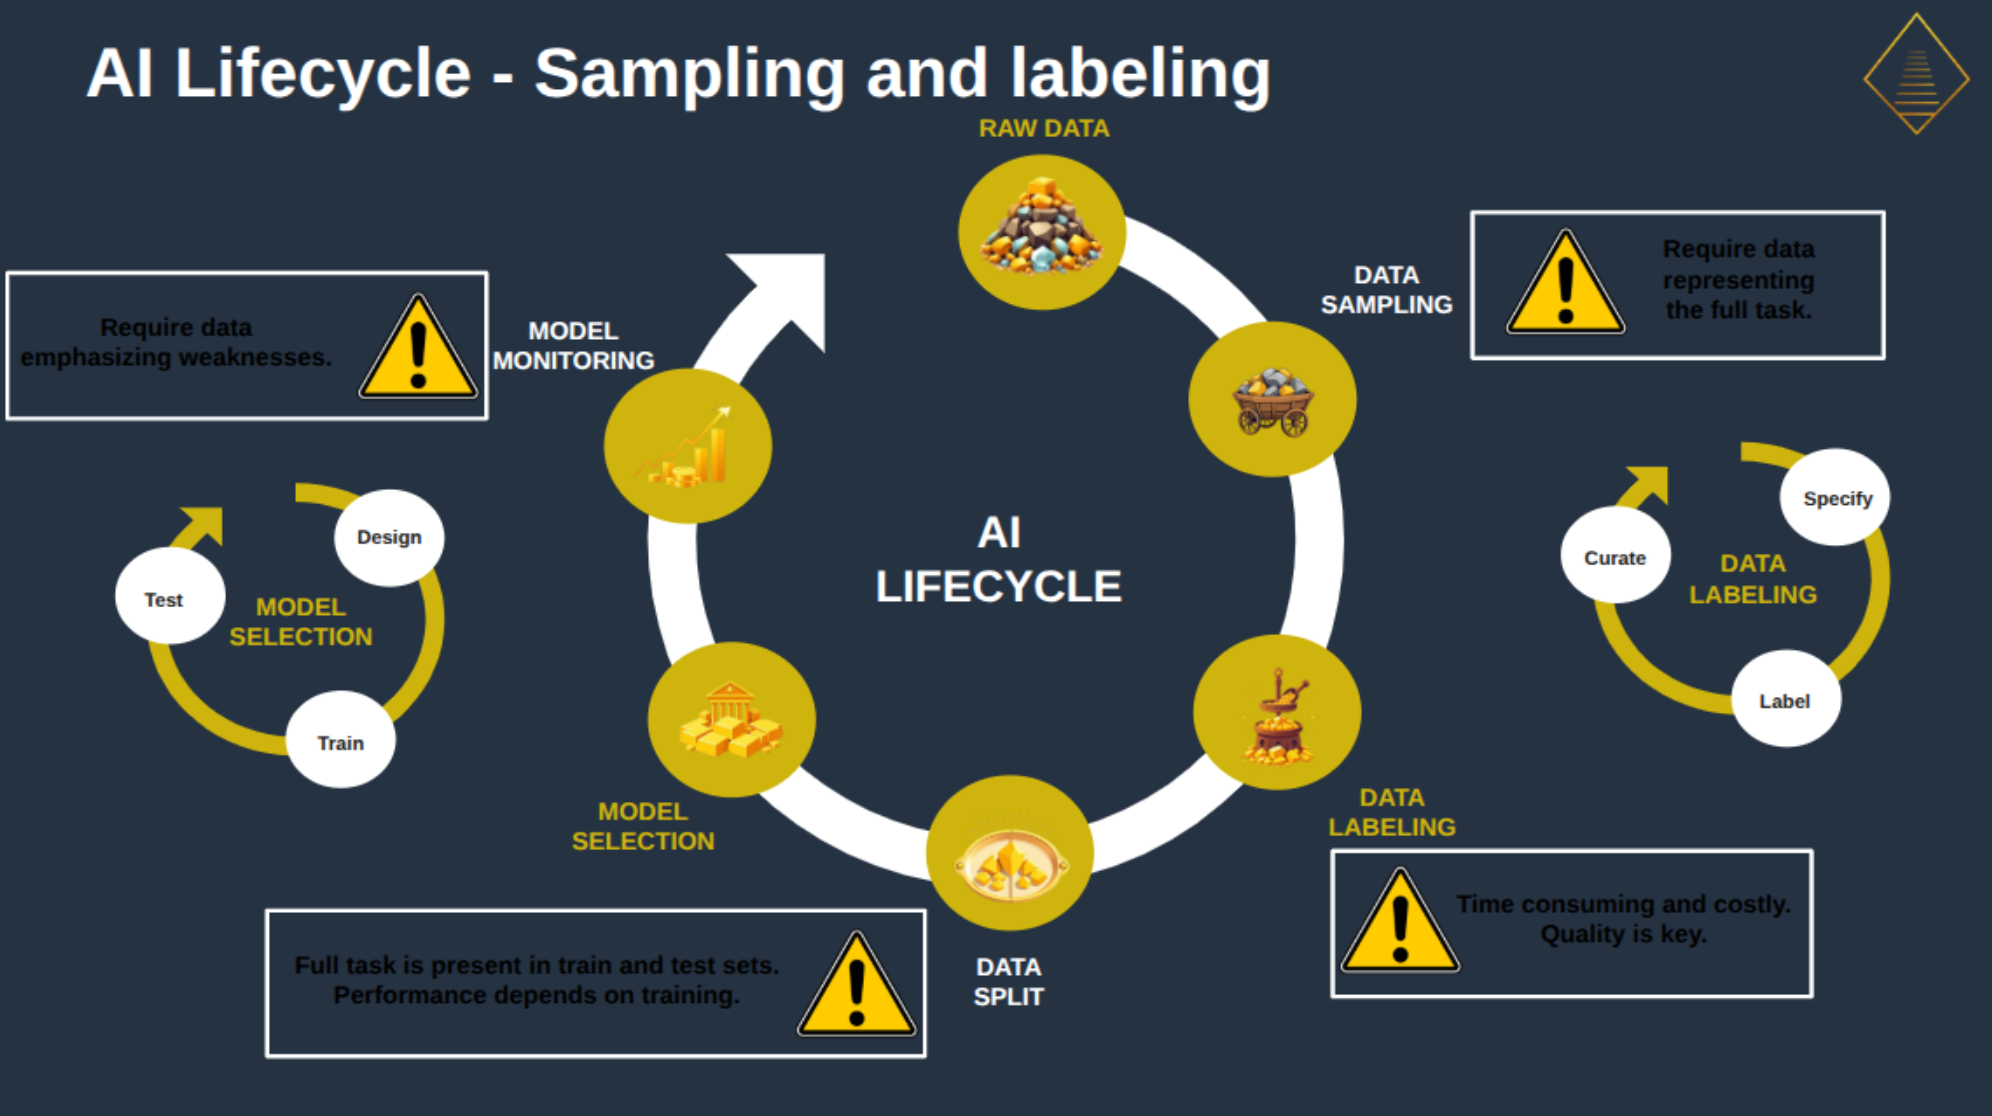 AI Lifecycle - Sampling and labeling
RAW DATA
DATA
SAMPLING
Require data
representing
the full task.
Require data
emphasizing weaknesses.
MODEL
MONITORING
Design
Test
Train
MODEL
SELECTION
AI
LIFECYCLE
Specify
Curate
Label
DATA
LABELING
MODEL
SELECTION
DATA
LABELING
Time consuming and costly.
Quality is key.
Full task is present in train and test sets.
Performance depends on training.
DATA
SPLIT